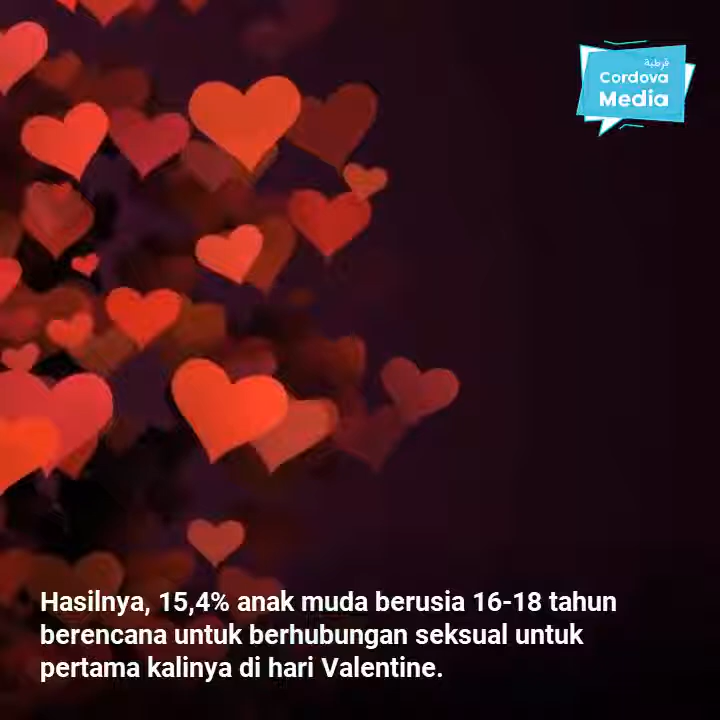 قرطبة
Cordova
Media
Hasilnya, 15,4% anak muda berusia 16-18 tahun
berencana untuk berhubungan seksual untuk
pertama kalinya di hari Valentine.